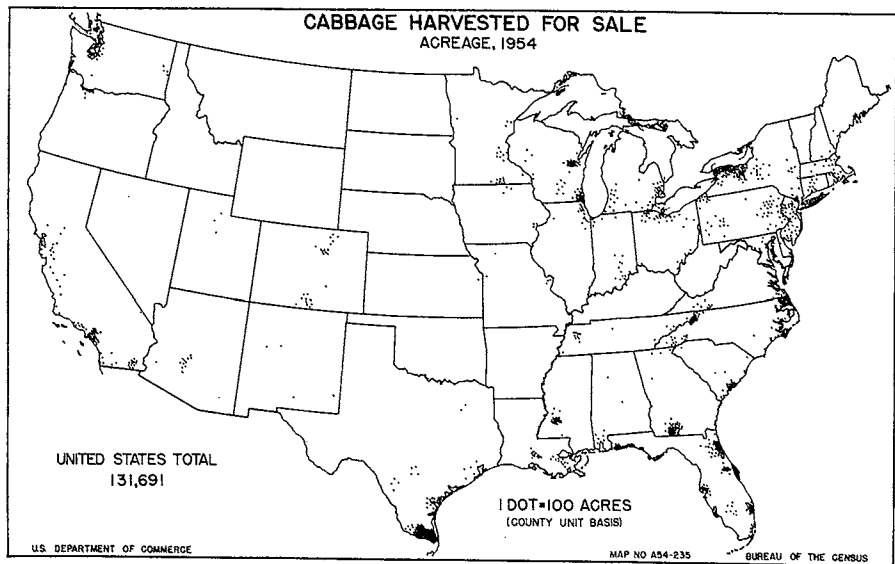 CABBAGE HARVESTED FOR SALE
ACREAGE, 1954
UNITED STATES TOTAL
131,691
1 DOT=100 ACRES
(COUNTY UNIT BASIS)
U.S. DEPARTMENT OF COMMERCE
MAP NO A54-235
BUREAU OF THE CENSUS